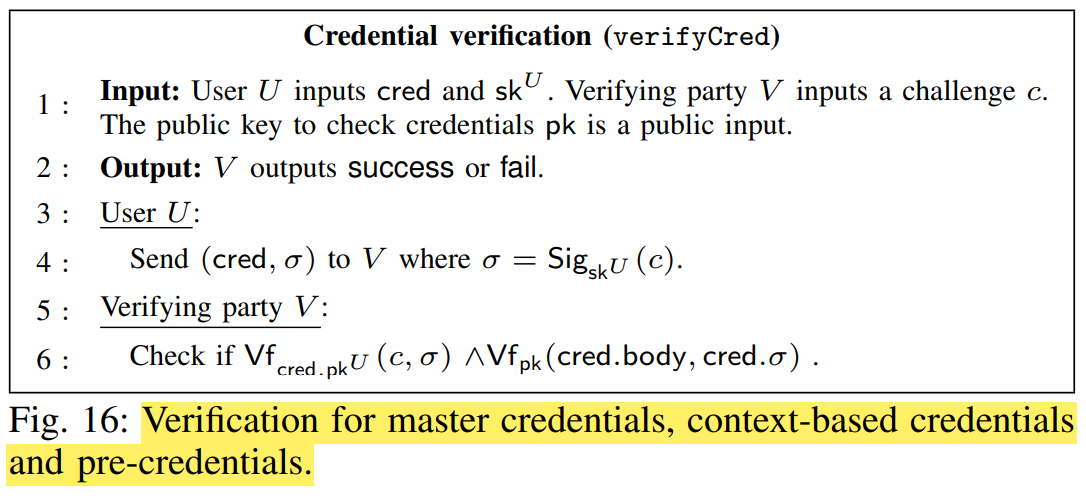 Credential verification (verifyCred)
1 : Input: User U inputs cred and sk^U. Verifying party V inputs a challenge c.
The public key to check credentials pk is a public input.
2 : Output: V outputs success or fail.
3 : User U:
4 : Send (cred, σ) to V where σ = Sig_{sk^U}(c).
5 : Verifying party V:
6 : Check if Vf_{cred.pk^U}(c, σ) ∧Vf_{pk}(cred.body, cred.σ) .
Fig. 16: Verification for master credentials, context-based credentials
and pre-credentials.